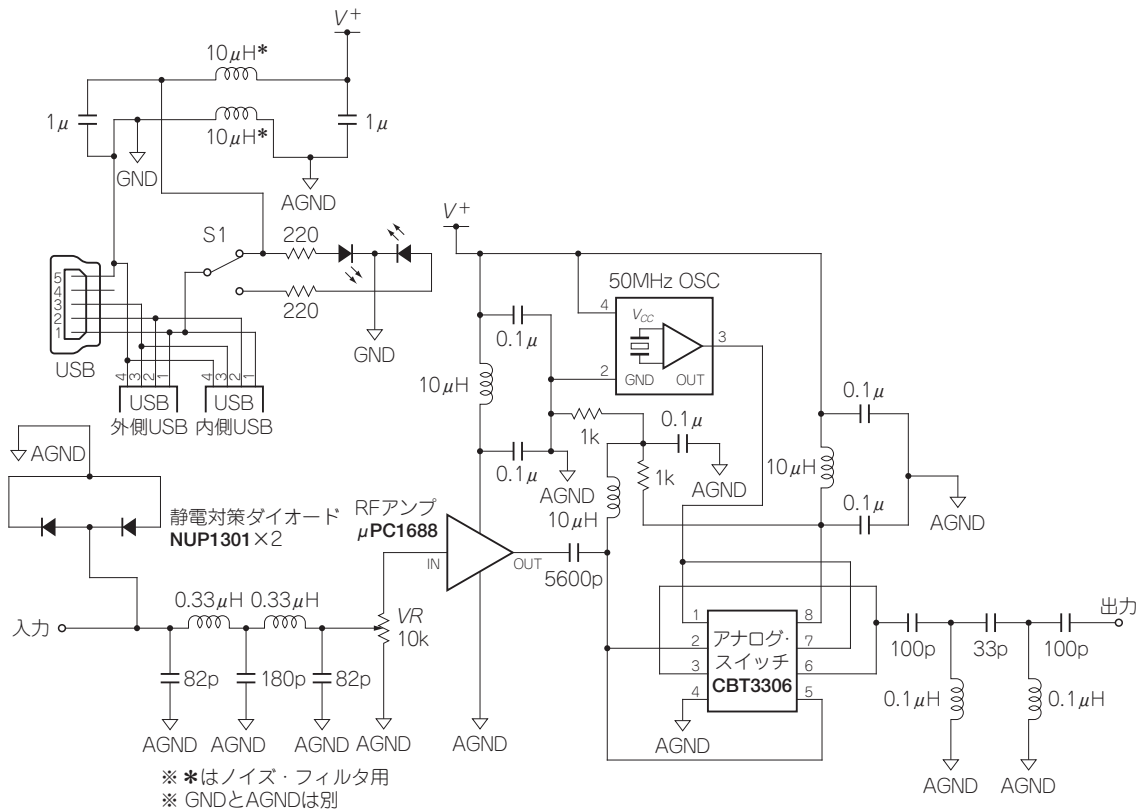 V+
10μH*
1μ
10μH*
1μ
GND
AGND
S1
220
220
GND
5
4
3
2
1
USB
4 3 2 1
4 3 2 1
USB
USB
外側USB
内側USB
V+
50MHz OSC
4
VCC
3
2
GND
OUT
0.1μ
10μH
0.1μ
1k
0.1μ
AGND
1k
AGND
10μH
0.1μ
10μH
0.1μ
AGND
AGND
静電対策ダイオード
NUP1301×2
RFアンプ
μPC1688
IN
OUT
5600p
入力
0.33μH
0.33μH
VR
10k
82p
180p
82p
AGND
AGND
AGND
AGND
AGND
1
2
3
4
アナログ・
スイッチ
CBT3306
8
7
6
5
AGND
100p
33p
100p
出力
0.1μH
0.1μH
AGND
AGND
※ *はノイズ・フィルタ用
※ GNDとAGNDは別